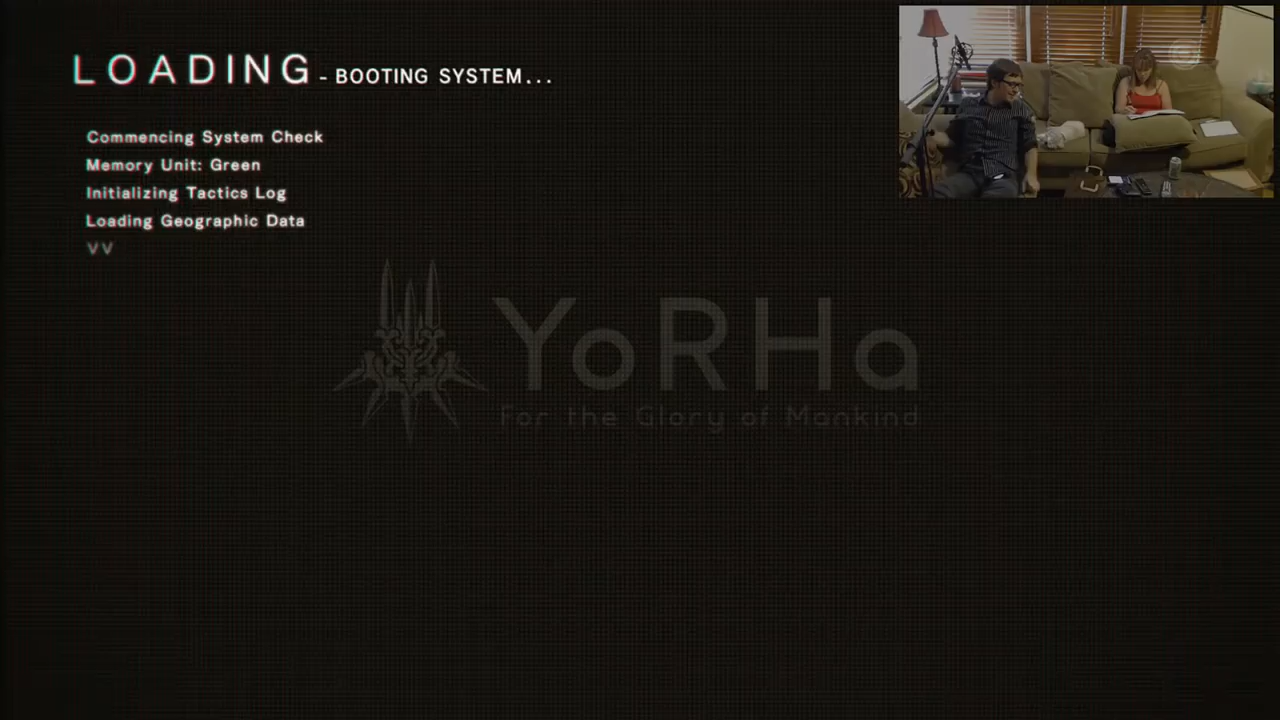 LOADING - BOOTING SYSTEM...
Commencing System Check
Memory Unit: Green
Initializing Tactics Log
Loading Geographic Data
VV
YoRHa
For the Glory of Mankind